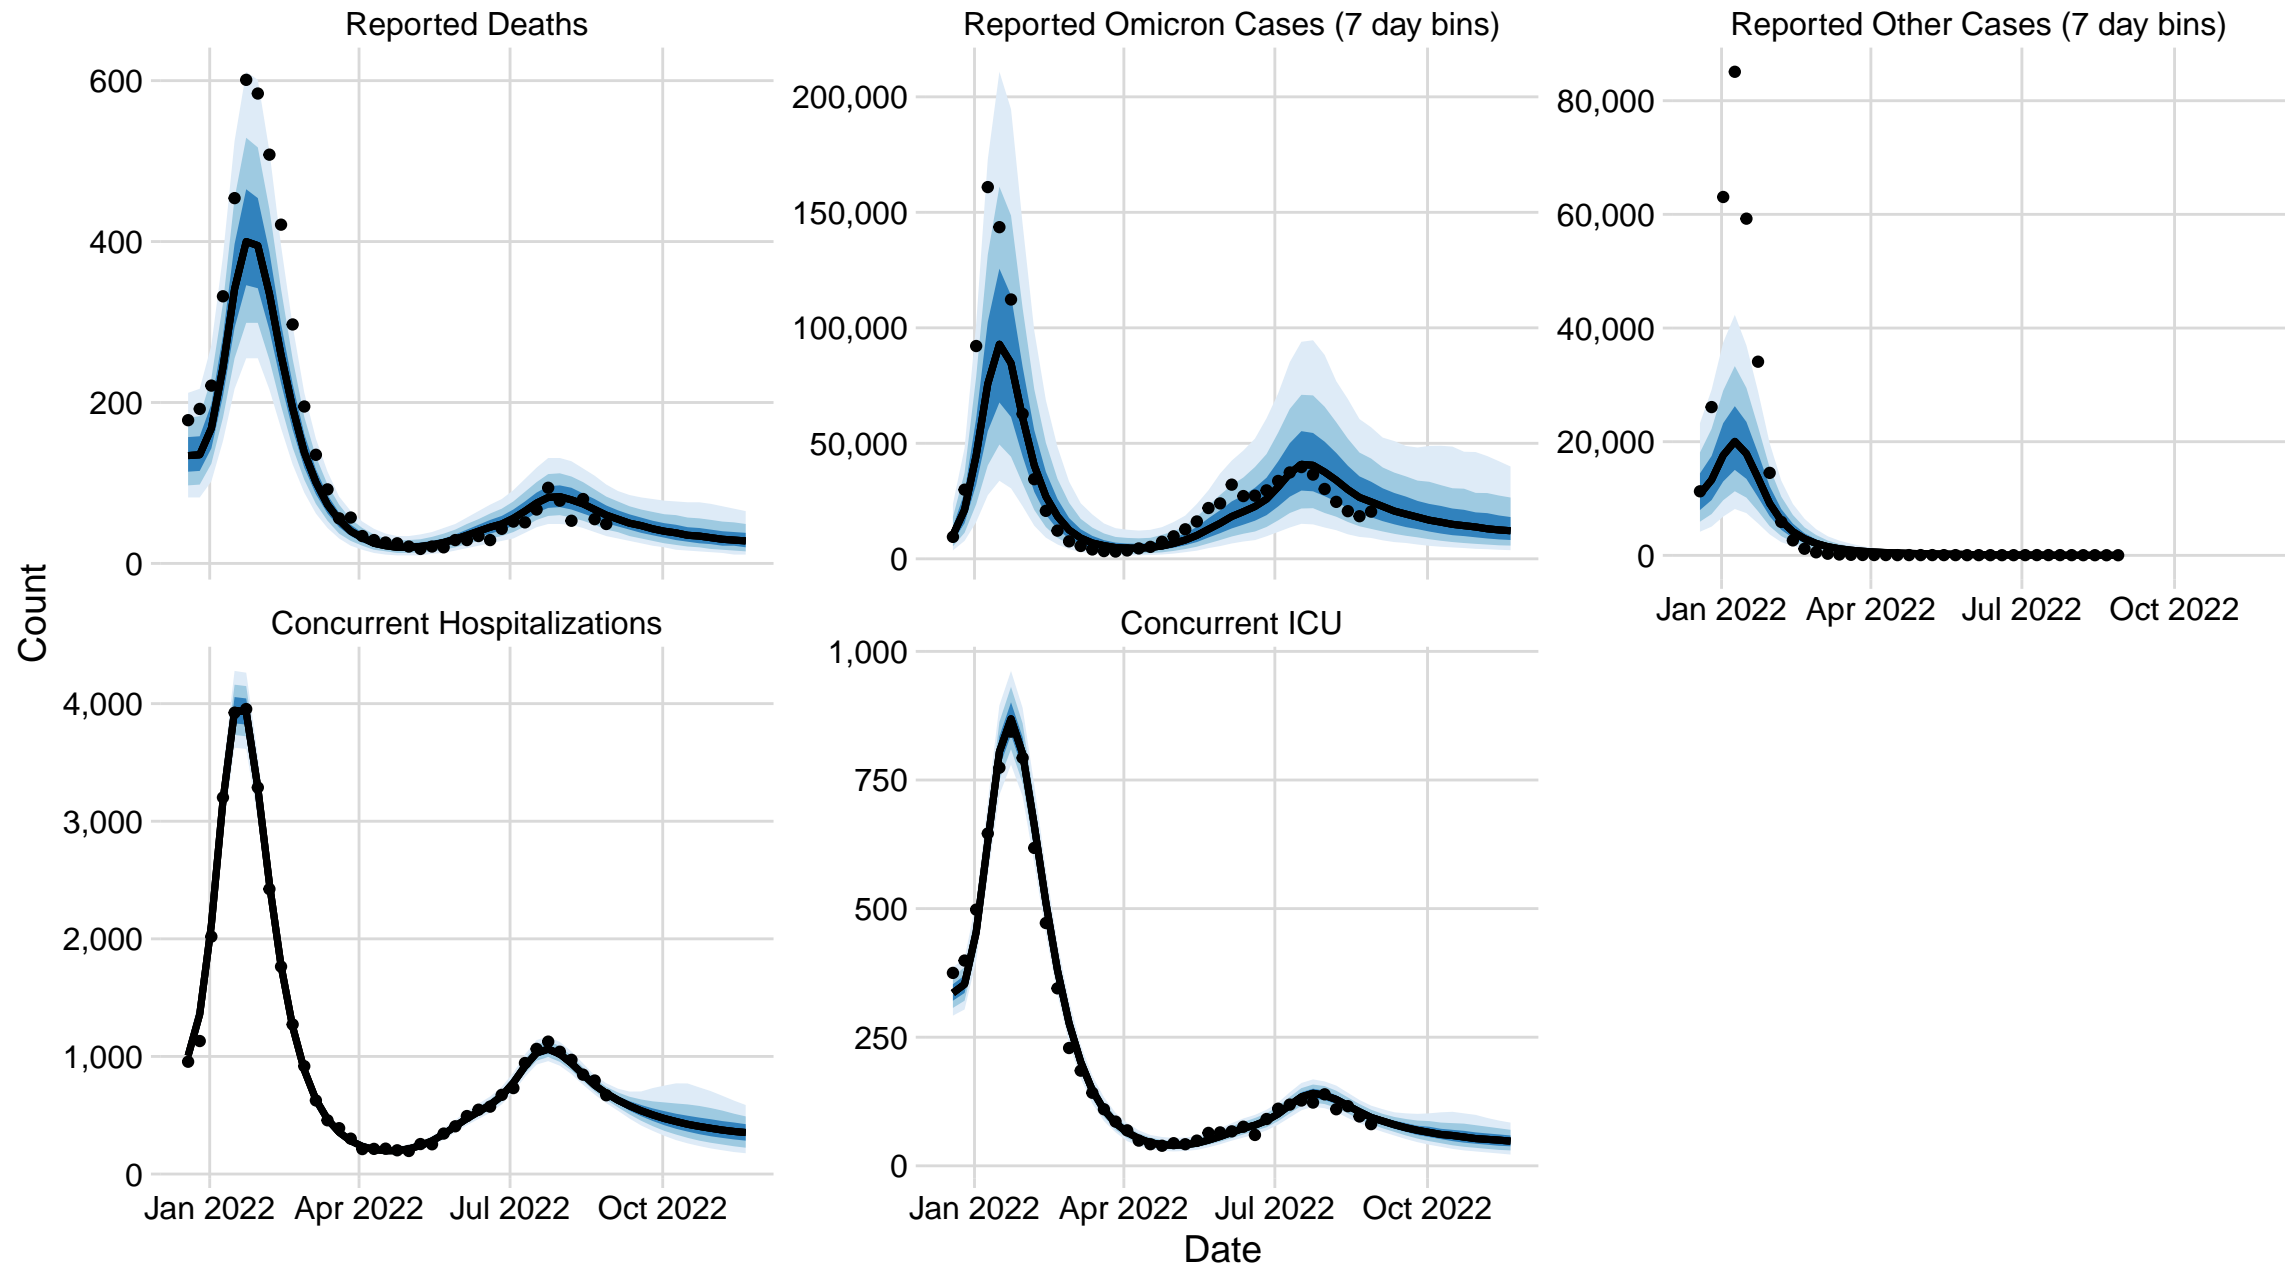 Reported Deaths
Reported Omicron Cases (7 day bins)
Reported Other Cases (7 day bins)
600
400
200
0
200,000
150,000
100,000
50,000
0
80,000
60,000
40,000
20,000
0
Jan 2022 Apr 2022 Jul 2022 Oct 2022
Count
Concurrent Hospitalizations
Concurrent ICU
4,000
3,000
2,000
1,000
0
1,000
750
500
250
0
Jan 2022 Apr 2022 Jul 2022 Oct 2022
Jan 2022 Apr 2022 Jul 2022 Oct 2022
Date